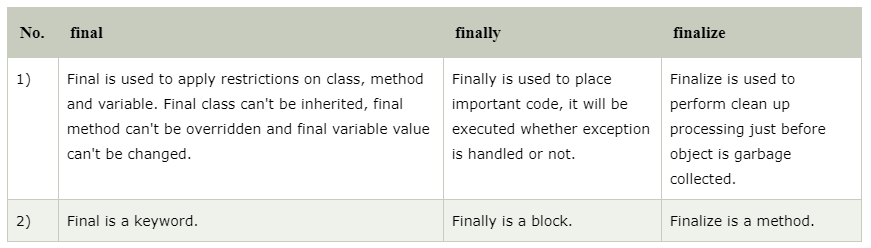 No. final finally finalize
1) Final is used to apply restrictions on class, method Finally is used to place Finalize is used to
and variable. Final class can't be inherited, final important code, it will be perform clean up
method can't be overridden and final variable value executed whether exception processing just before
can't be changed. is handled or not. object is garbage
collected.
2) Final is a keyword. Finally is a block. Finalize is a method.